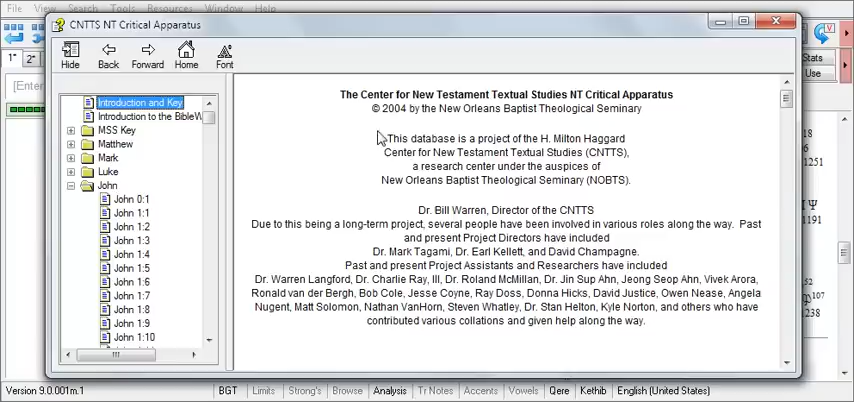 File View Search Tools Resources Window Help
CNTTS NT Critical Apparatus
1* 2*
Stats
Use
Hide Back Forward Home Font
[Enter
Introduction and Key
Introduction to the BibleW
MSS Key
Matthew
Mark
Luke
John
John 0:1
John 1:1
John 1:2
John 1:3
John 1:4
John 1:5
John 1:6
John 1:7
John 1:8
John 1:9
John 1:10
The Center for New Testament Textual Studies NT Critical Apparatus
© 2004 by the New Orleans Baptist Theological Seminary
This database is a project of the H. Milton Haggard
Center for New Testament Textual Studies (CNTTS),
a research center under the auspices of
New Orleans Baptist Theological Seminary (NOBTS).
Dr. Bill Warren, Director of the CNTTS
Due to this being a long-term project, several people have been involved in various roles along the way. Past
and present Project Directors have included
Dr. Mark Tagami, Dr. Earl Kellett, and David Champagne.
Past and present Project Assistants and Researchers have included
Dr. Warren Langford, Dr. Charlie Ray, III, Dr. Roland McMillan, Dr. Jin Sup Ahn, Jeong Seop Ahn, Vivek Arora,
Ronald van der Bergh, Bob Cole, Jesse Coyne, Ray Doss, Donna Hicks, David Justice, Owen Nease, Angela
Nugent, Matt Solomon, Nathan VanHorn, Steven Whatley, Dr. Stan Helton, Kyle Norton, and others who have
contributed various collations and given help along the way.
18
1251
Ψ
1191
52
𝔓107
1238
Version 9.0.001m.1 BGT Limits Strong's Browse Analysis Tr Notes Accents Vowels Qere Kethib English (United States)